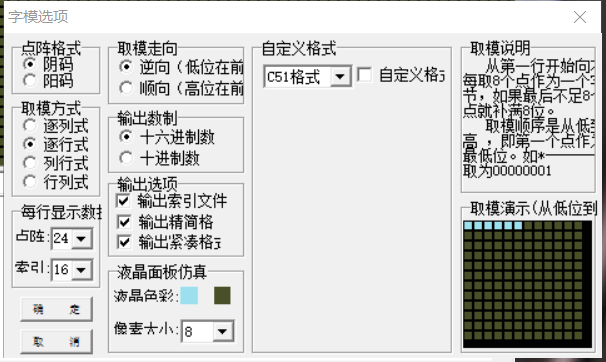 字模选项
点阵格式
阴码
阳码
取模方式
逐列式
逐行式
列行式
行列式
每行显示数
点阵:
24
索引:
16
确 定
取 消
取模走向
逆向(低位在前
顺向(高位在前
输出数制
十六进制数
十进制数
输出选项
输出索引文件
输出精简格
输出紧凑格式
液晶面板仿真
液晶色彩:
像素大小:
8
自定义格式
C51格式
自定义格式
取模说明
从第一行开始向
每取8个点作为一个字
节,如果最后不足8
点就补满8位。
取模顺序是从低到
高,即第一个点作为
最低位。如*——
取为00000001
取模演示(从低位到